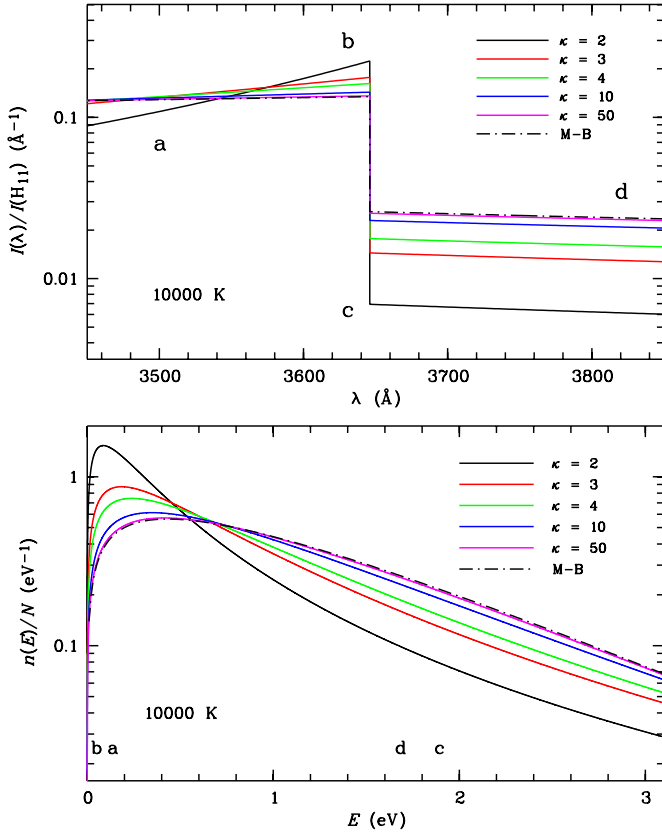 b
κ = 2
κ = 3
κ = 4
κ = 10
κ = 50
M-B
a
d
c
0.1
0.01
I(λ)/I(H₁₁) (Å⁻¹)
10000 K
3500
3600
3700
3800
λ (Å)
κ = 2
κ = 3
κ = 4
κ = 10
κ = 50
M-B
1
0.1
n(E)/N (eV⁻¹)
10000 K
b a
d
c
0
1
2
3
E (eV)